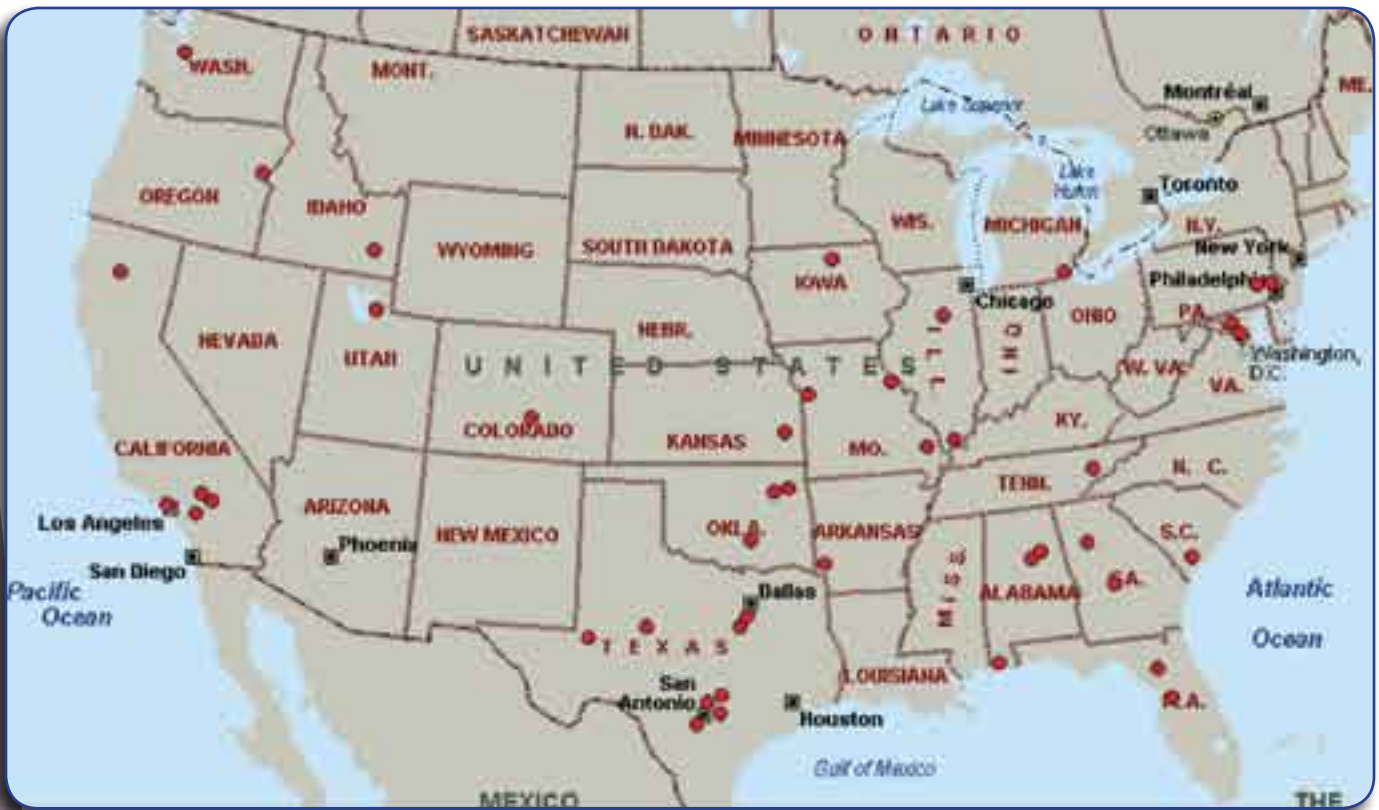 SASKATCHEWAN
ONTARIO
WASH.
MONT.
ME.
Montréal
Lake Superior
Ottawa
N. DAK.
MINNESOTA
Lake
Huron
Toronto
OREGON
IDAHO
WIS.
MICHIGAN
N.Y.
New York
WYOMING
SOUTH DAKOTA
IOWA
Chicago
Philadelphia
PA.
OHIO
NEVADA
UTAH
NEBR.
ILL
IND
UNITED STATES
W. VA.
Washington,
D.C.
VA.
COLORADO
KANSAS
MO.
KY.
CALIFORNIA
N. C.
TENN.
ARIZONA
NEW MEXICO
OKLA.
ARKANSAS
S.C.
Los Angeles
Phoenix
San Diego
MISS
ALABAMA
GA.
Pacific
Ocean
Dallas
Atlantic
Ocean
TEXAS
LOUISIANA
San
Antonio
Houston
Gulf of Mexico
MEXICO
THE